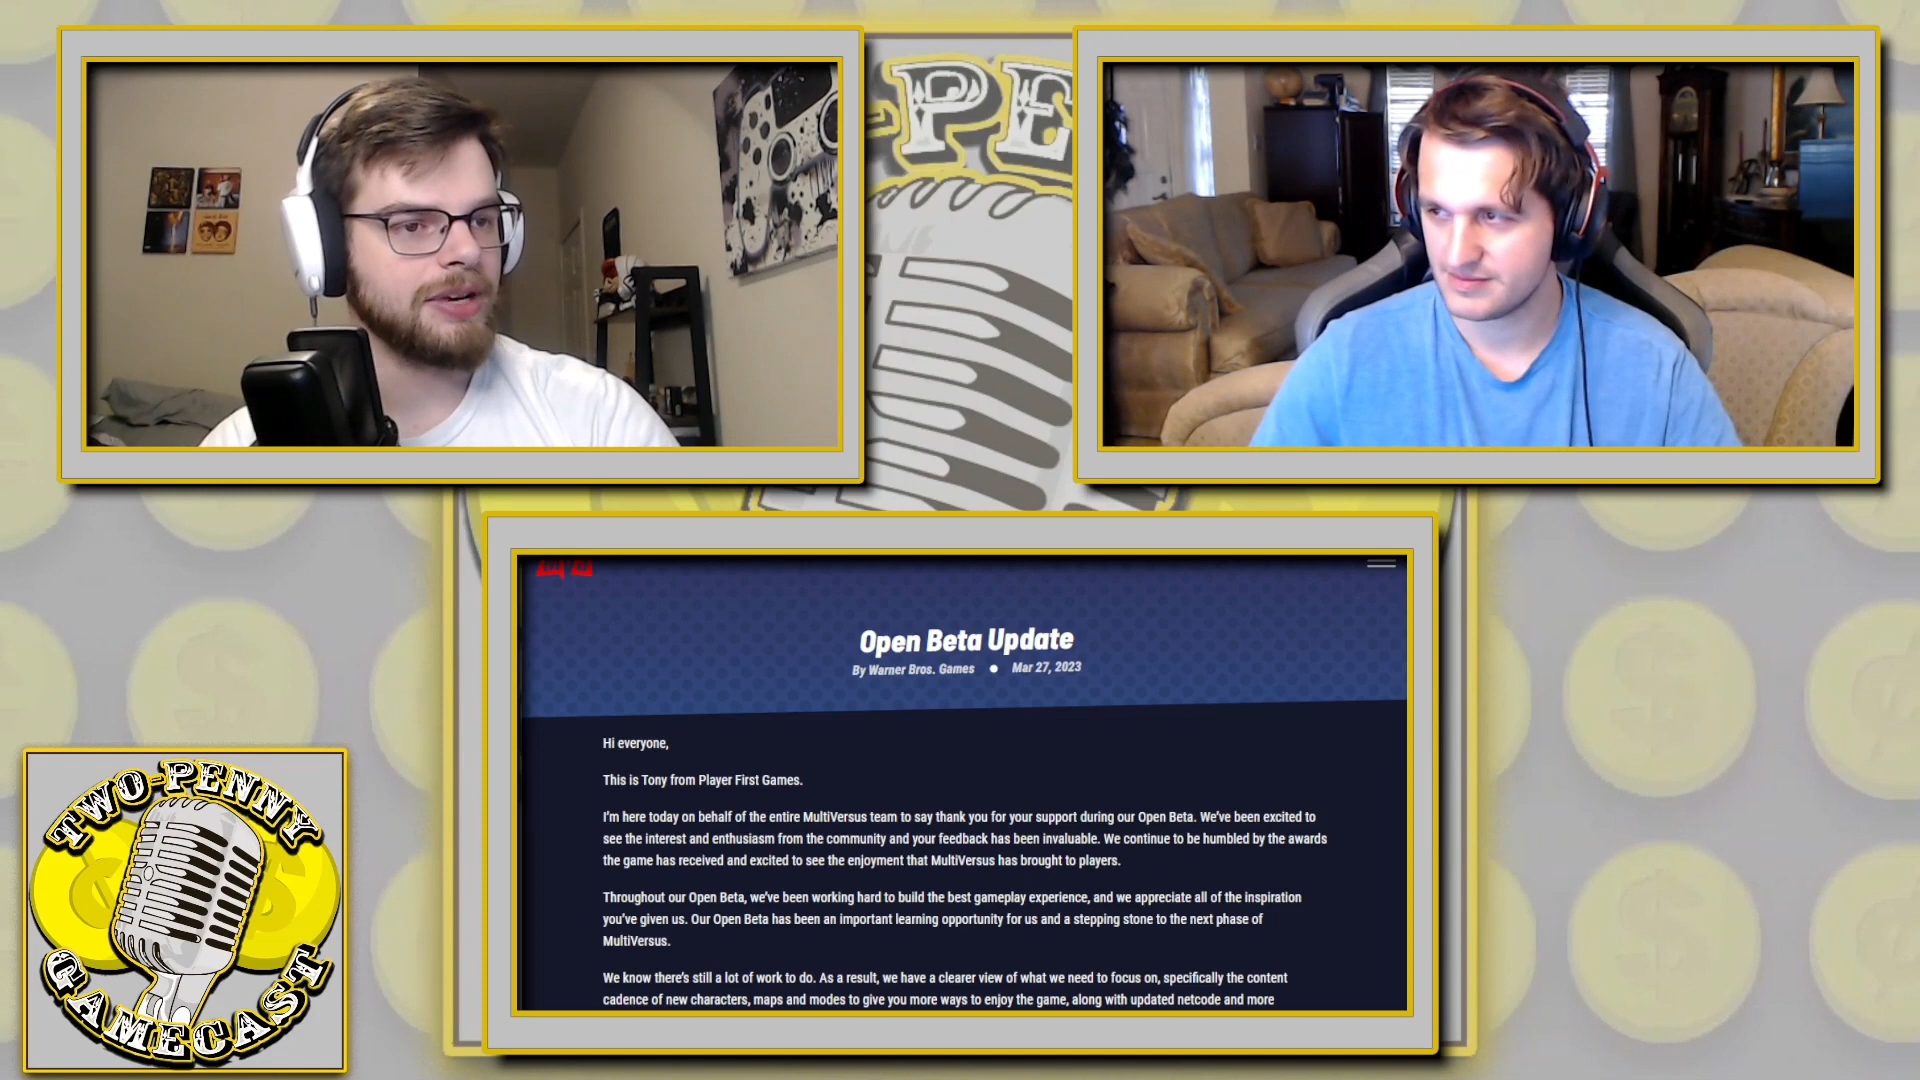 -PE
Open Beta Update
By Warner Bros. Games ● Mar 27, 2023
Hi everyone,
This is Tony from Player First Games.
I'm here today on behalf of the entire MultiVersus team to say thank you for your support during our Open Beta. We've been excited to
see the interest and enthusiasm from the community and your feedback has been invaluable. We continue to be humbled by the awards
the game has received and excited to see the enjoyment that MultiVersus has brought to players.
Throughout our Open Beta, we've been working hard to build the best gameplay experience, and we appreciate all of the inspiration
you've given us. Our Open Beta has been an important learning opportunity for us and a stepping stone to the next phase of
MultiVersus.
We know there's still a lot of work to do. As a result, we have a clearer view of what we need to focus on, specifically the content
cadence of new characters, maps and modes to give you more ways to enjoy the game, along with updated netcode and more
TWO-PENNY
GAMECAST